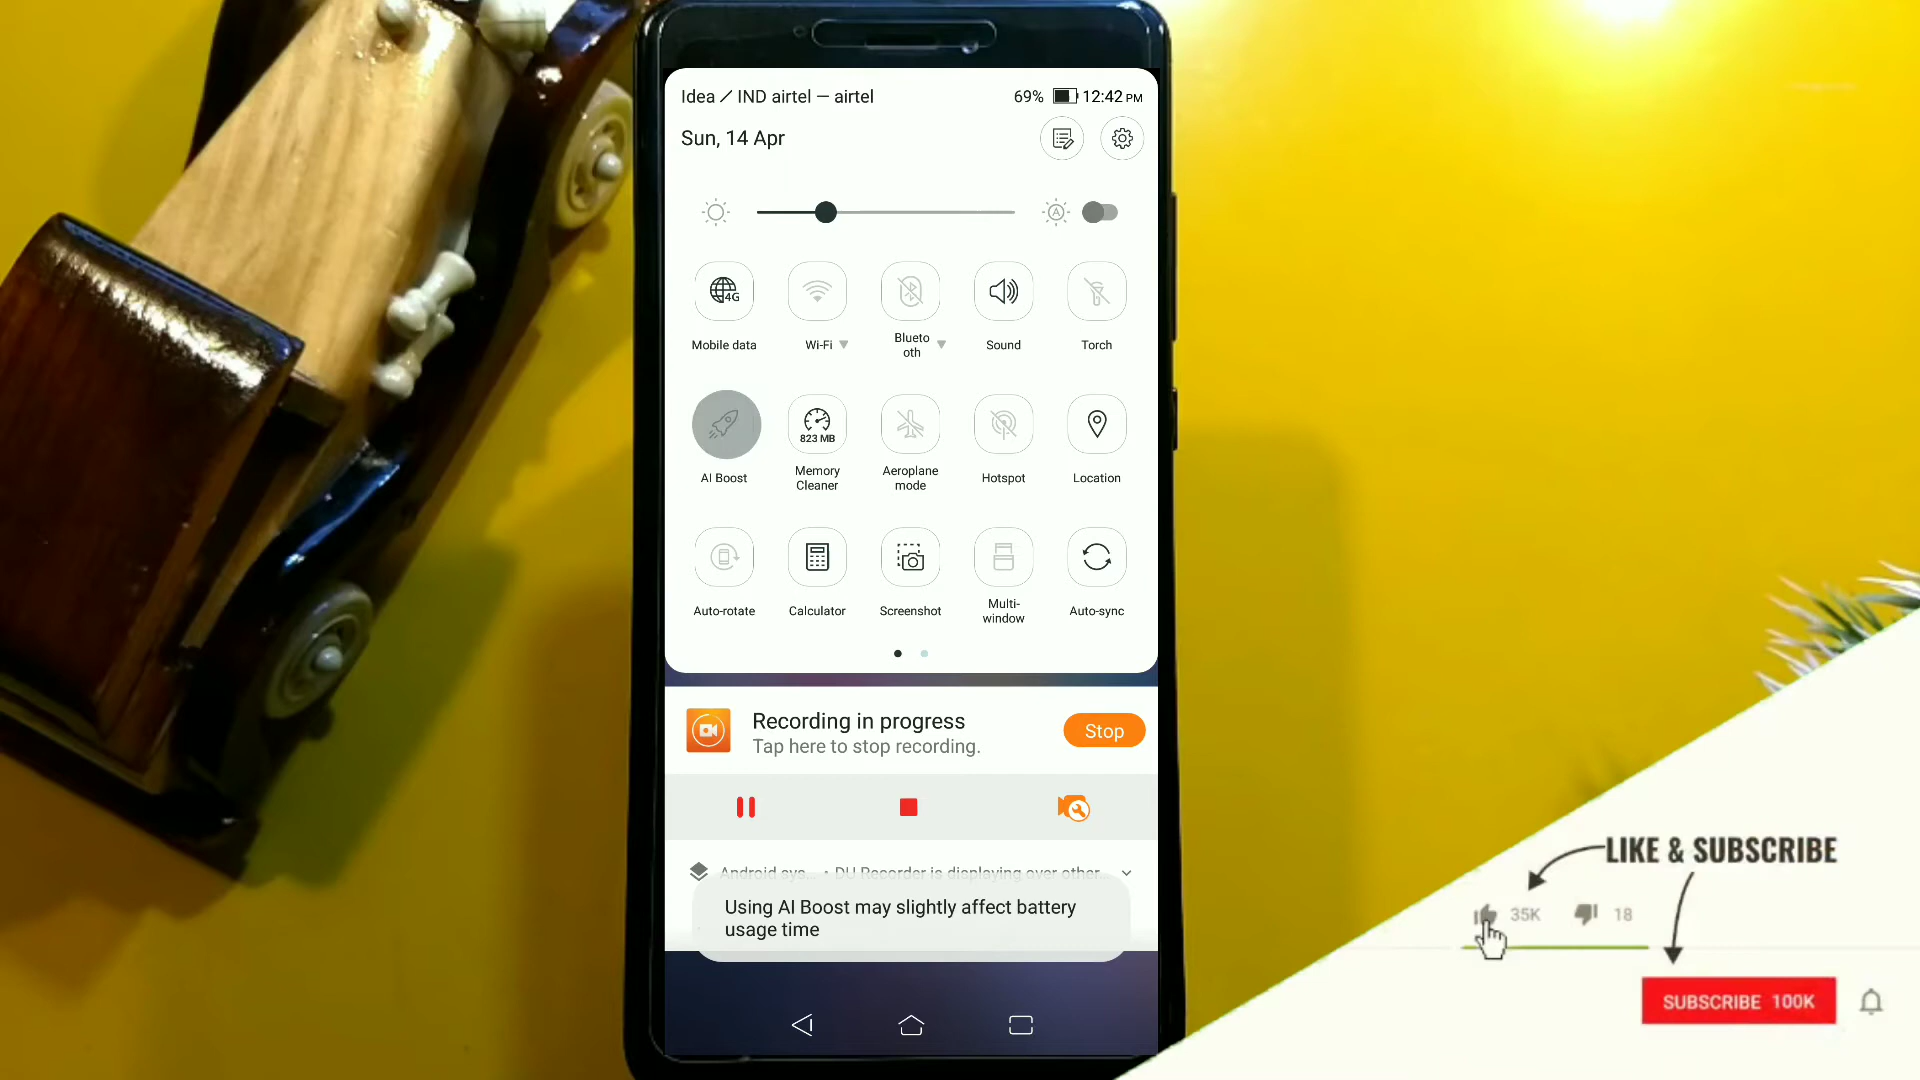 Idea / IND airtel — airtel
69%
12:42 PM
Sun, 14 Apr
A
4G
Mobile data
Wi-Fi
Blueto
oth
Sound
Torch
823 MB
AI Boost
Memory
Cleaner
Aeroplane
mode
Hotspot
Location
Auto-rotate
Calculator
Screenshot
Multi-
window
Auto-sync
Recording in progress
Tap here to stop recording.
Stop
Android sys... • DU Recorder is displaying over other...
Using AI Boost may slightly affect battery
usage time
LIKE & SUBSCRIBE
35K
18
SUBSCRIBE 100K